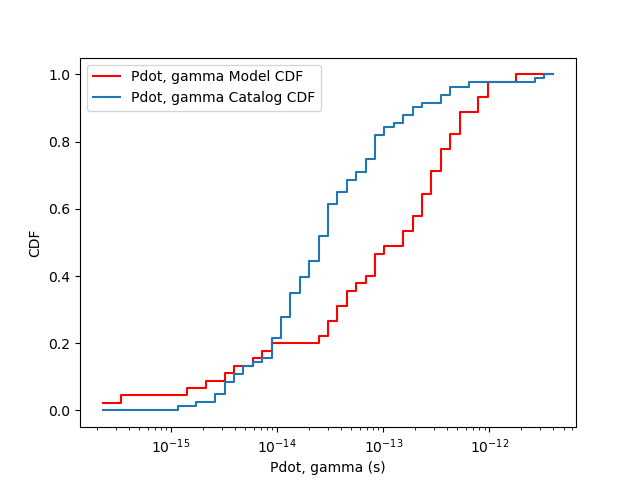 Pdot, gamma Model CDF
Pdot, gamma Catalog CDF
1.0
0.8
0.6
0.4
0.2
0.0
CDF
10⁻¹⁵
10⁻¹⁴
10⁻¹³
10⁻¹²
Pdot, gamma (s)